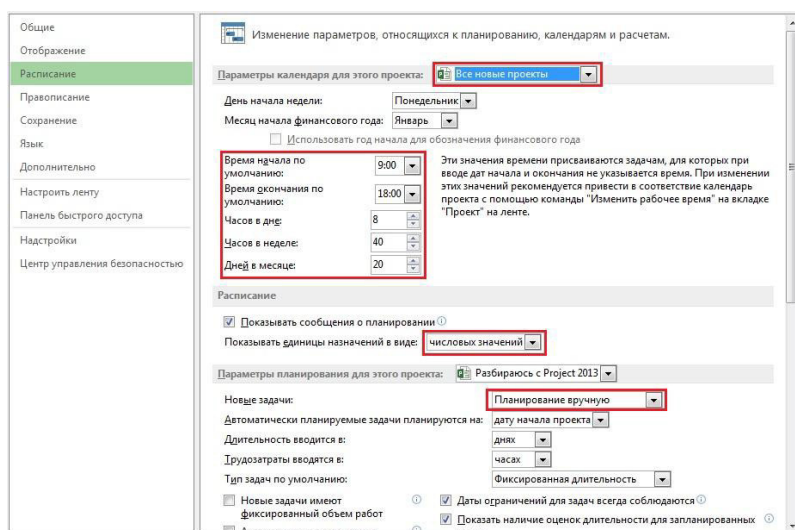 Общие
Отображение
Расписание
Правописание
Сохранение
Язык
Дополнительно
Настроить ленту
Панель быстрого доступа
Надстройки
Центр управления безопасностью
Изменение параметров, относящихся к планированию, календарям и расчетам.
Параметры календаря для этого проекта: Все новые проекты
День начала недели: Понедельник
Месяц начала финансового года: Январь
Использовать год начала для обозначения финансового года
Время начала по
умолчанию: 9:00
Время окончания по
умолчанию: 18:00
Часов в дне: 8
Часов в неделе: 40
Дней в месяце: 20
Эти значения времени присваиваются задачам, для которых при
вводе дат начала и окончания не указывается время. При изменении
этих значений рекомендуется привести в соответствие календарь
проекта с помощью команды "Изменить рабочее время" на вкладке
"Проект" на ленте.
Расписание
Показывать сообщения о планировании
Показывать единицы назначений в виде: числовых значений
Параметры планирования для этого проекта: Разбираюсь с Project 2013
Новые задачи: Планирование вручную
Автоматически планируемые задачи планируются на: дату начала проекта
Длительность вводится в: днях
Трудозатраты вводятся в: часах
Тип задач по умолчанию: Фиксированная длительность
Новые задачи имеют
фиксированный объем работ
Даты ограничений для задач всегда соблюдаются
Показать наличие оценок длительности для запланированных